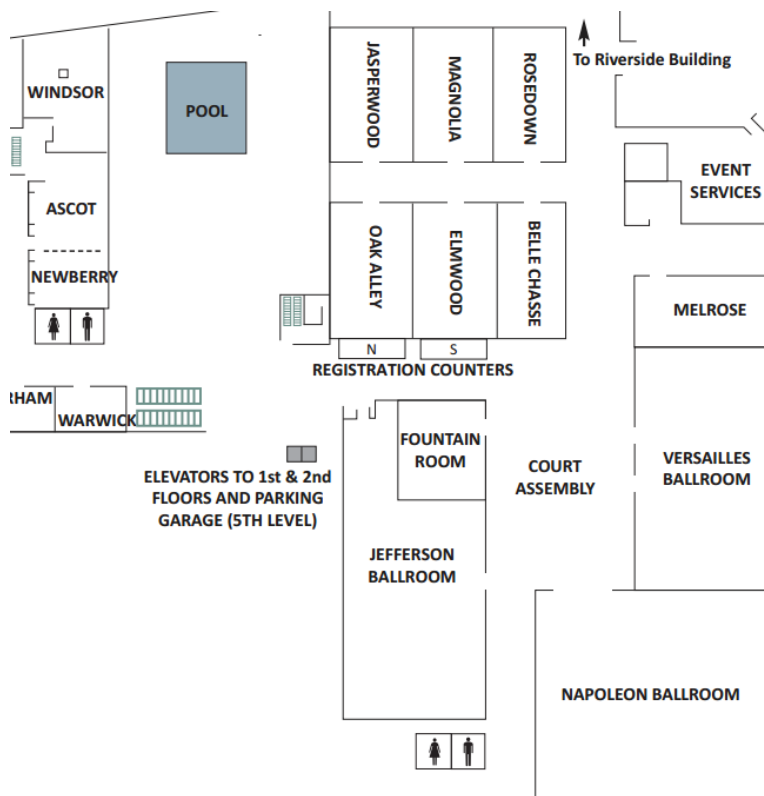 To Riverside Building
WINDSOR
POOL
JASPERWOOD
MAGNOLIA
ROSEDOWN
EVENT
SERVICES
ASCOT
NEWBERRY
OAK ALLEY
ELMWOOD
BELLE CHASSE
MELROSE
N
S
REGISTRATION COUNTERS
RHAM
WARWICK
FOUNTAIN
ROOM
COURT
ASSEMBLY
VERSAILLES
BALLROOM
ELEVATORS TO 1st & 2nd
FLOORS AND PARKING
GARAGE (5TH LEVEL)
JEFFERSON
BALLROOM
NAPOLEON BALLROOM